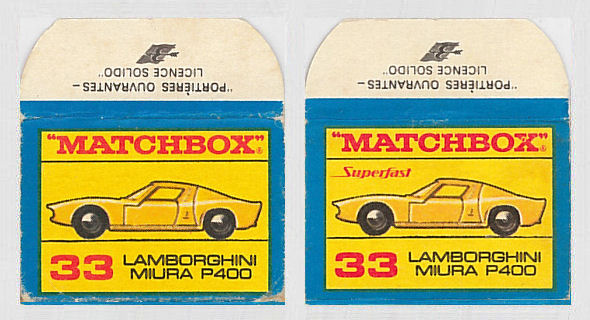 "PORTIÈRES OUVRANTES –
LICENCE SOLIDO"
"MATCHBOX"®
33 LAMBORGHINI
MIURA P400
"PORTIÈRES OUVRANTES –
LICENCE SOLIDO"
"MATCHBOX"®
Superfast
33 LAMBORGHINI
MIURA P400